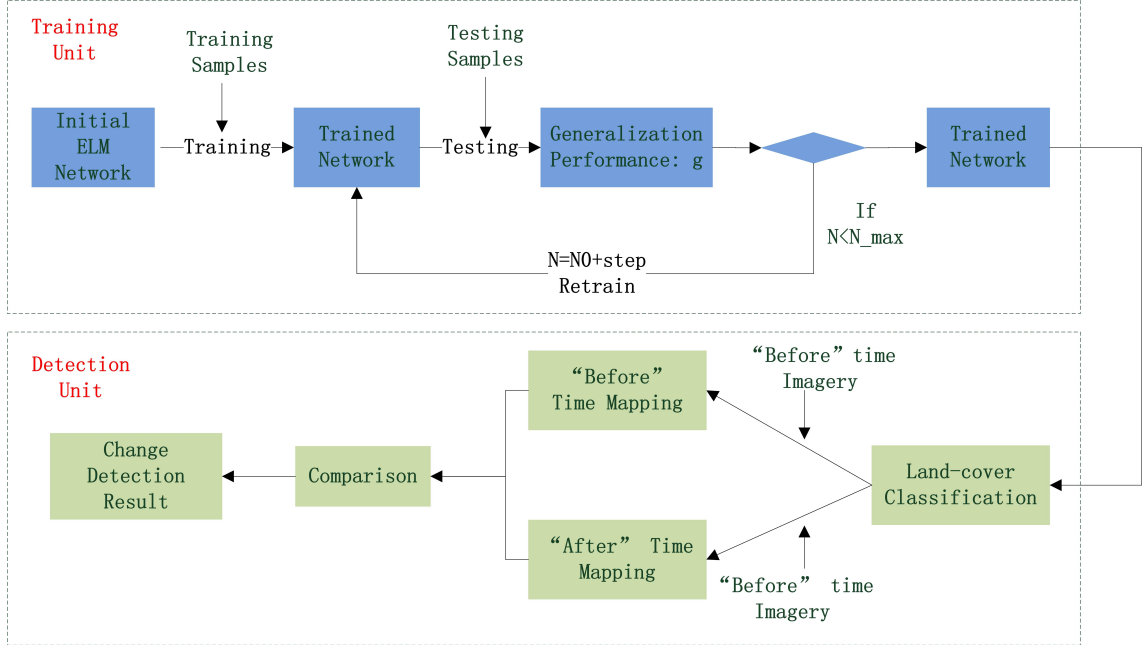 Training
Unit
Training
Samples
Testing
Samples
Initial
ELM
Network
Training
Trained
Network
Testing
Generalization
Performance: g
Trained
Network
If
N<N_max
N=N0+step
Retrain
Detection
Unit
“Before”
Time Mapping
“Before”time
Imagery
Change
Detection
Result
Comparison
Land-cover
Classification
“After” Time
Mapping
“Before” time
Imagery